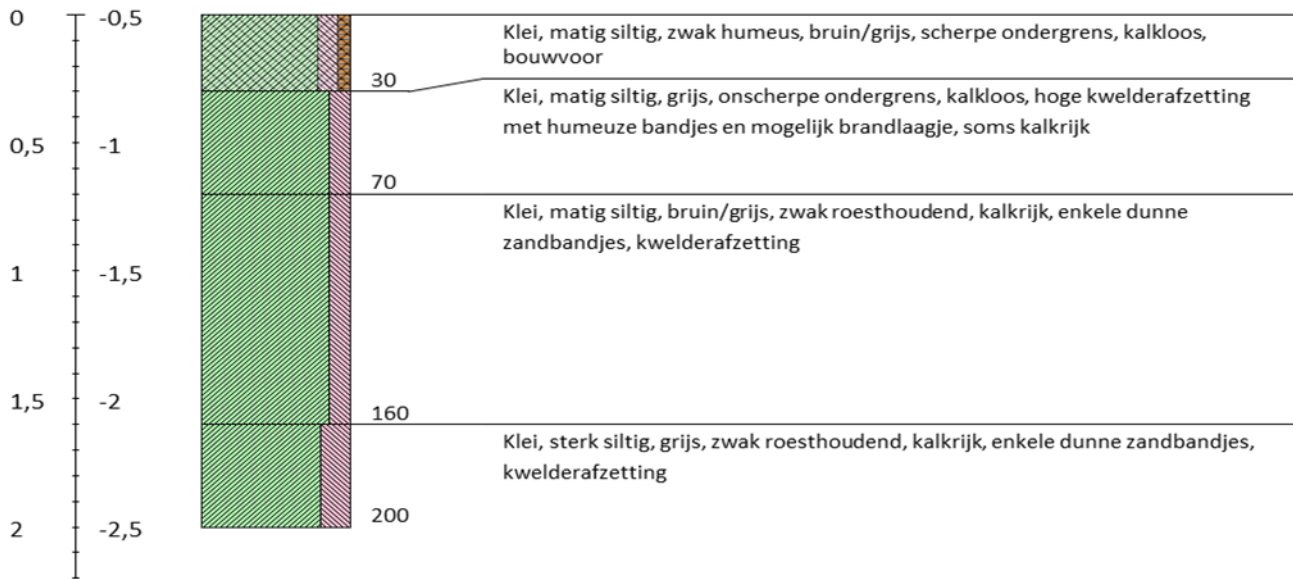 0 -0,5
Klei, matig siltig, zwak humeus, bruin/grijs, scherpe ondergrens, kalkloos,
bouwvoor
30
Klei, matig siltig, grijs, onscherpe ondergrens, kalkloos, hoge kwelderafzetting
met humeuze bandjes en mogelijk brandlaagje, soms kalkrijk
0,5 -1
70
Klei, matig siltig, bruin/grijs, zwak roesthoudend, kalkrijk, enkele dunne
zandbandjes, kwelderafzetting
1 -1,5
1,5 -2
160
Klei, sterk siltig, grijs, zwak roesthoudend, kalkrijk, enkele dunne zandbandjes,
kwelderafzetting
200
2 -2,5